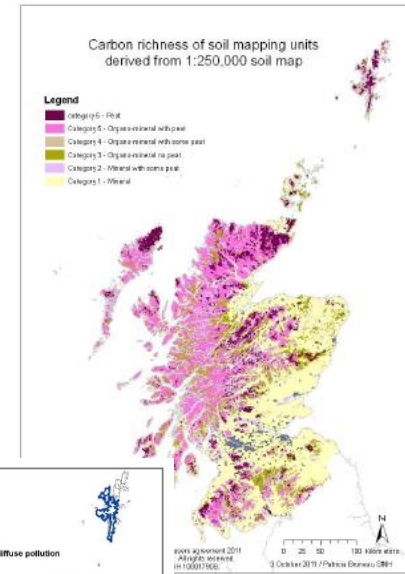 Carbon richness of soil mapping units
derived from 1:250,000 soil map
Legend
category 6 - Peat
Category 5 - Organo-mineral with peat
Category 4 - Organo-mineral with some peat
Category 3 - Organo-mineral no peat
Category 2 - Mineral with some peat
Category 1 - Mineral
diffuse pollution
agreement 2011
All rights reserved
0 25 50 100 Kilometers
N
3 October 2011 / Patricia Bruneau SNH